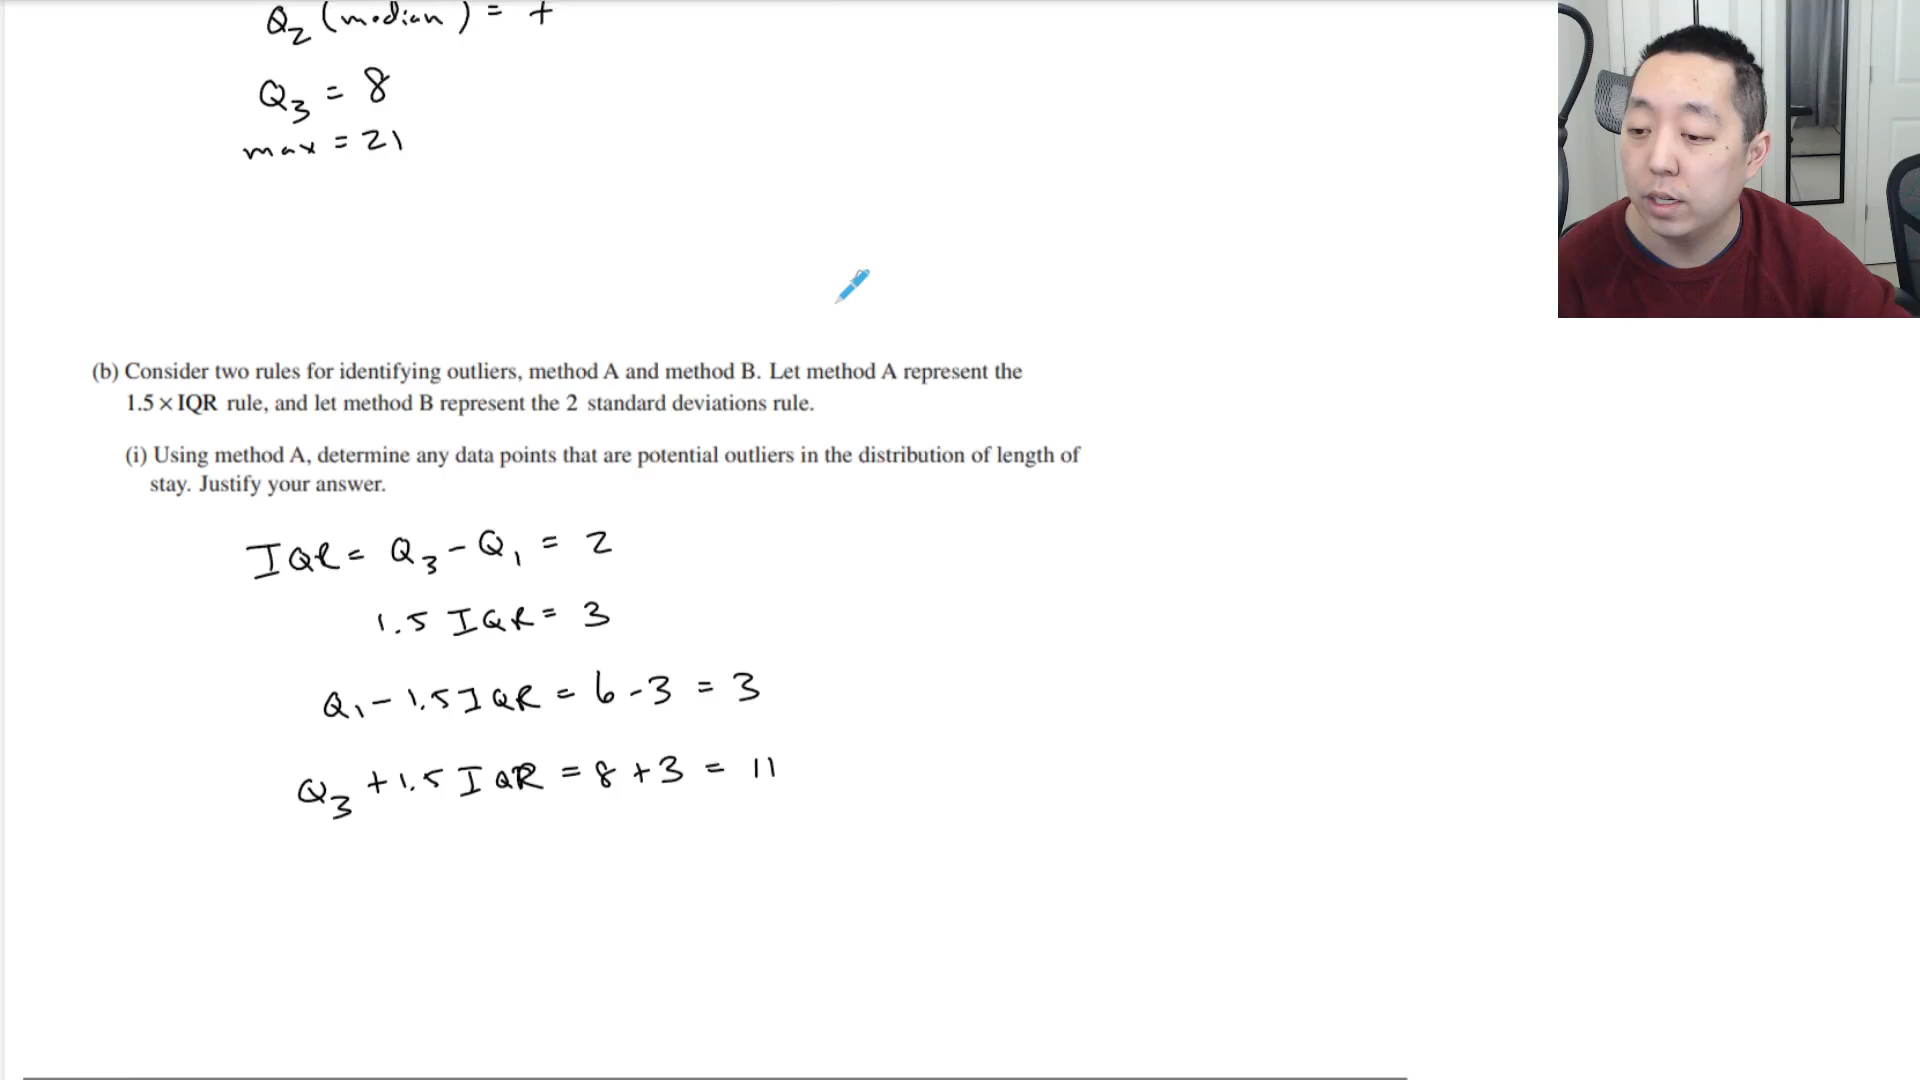 Q2 (median) =
Q3 = 8
max = 21
(b) Consider two rules for identifying outliers, method A and method B. Let method A represent the
1.5 × IQR rule, and let method B represent the 2 standard deviations rule.
(i) Using method A, determine any data points that are potential outliers in the distribution of length of
stay. Justify your answer.
IQR = Q3 - Q1 = 2
1.5 IQR = 3
Q1 - 1.5 IQR = 6 - 3 = 3
Q3 + 1.5 IQR = 8 + 3 = 11